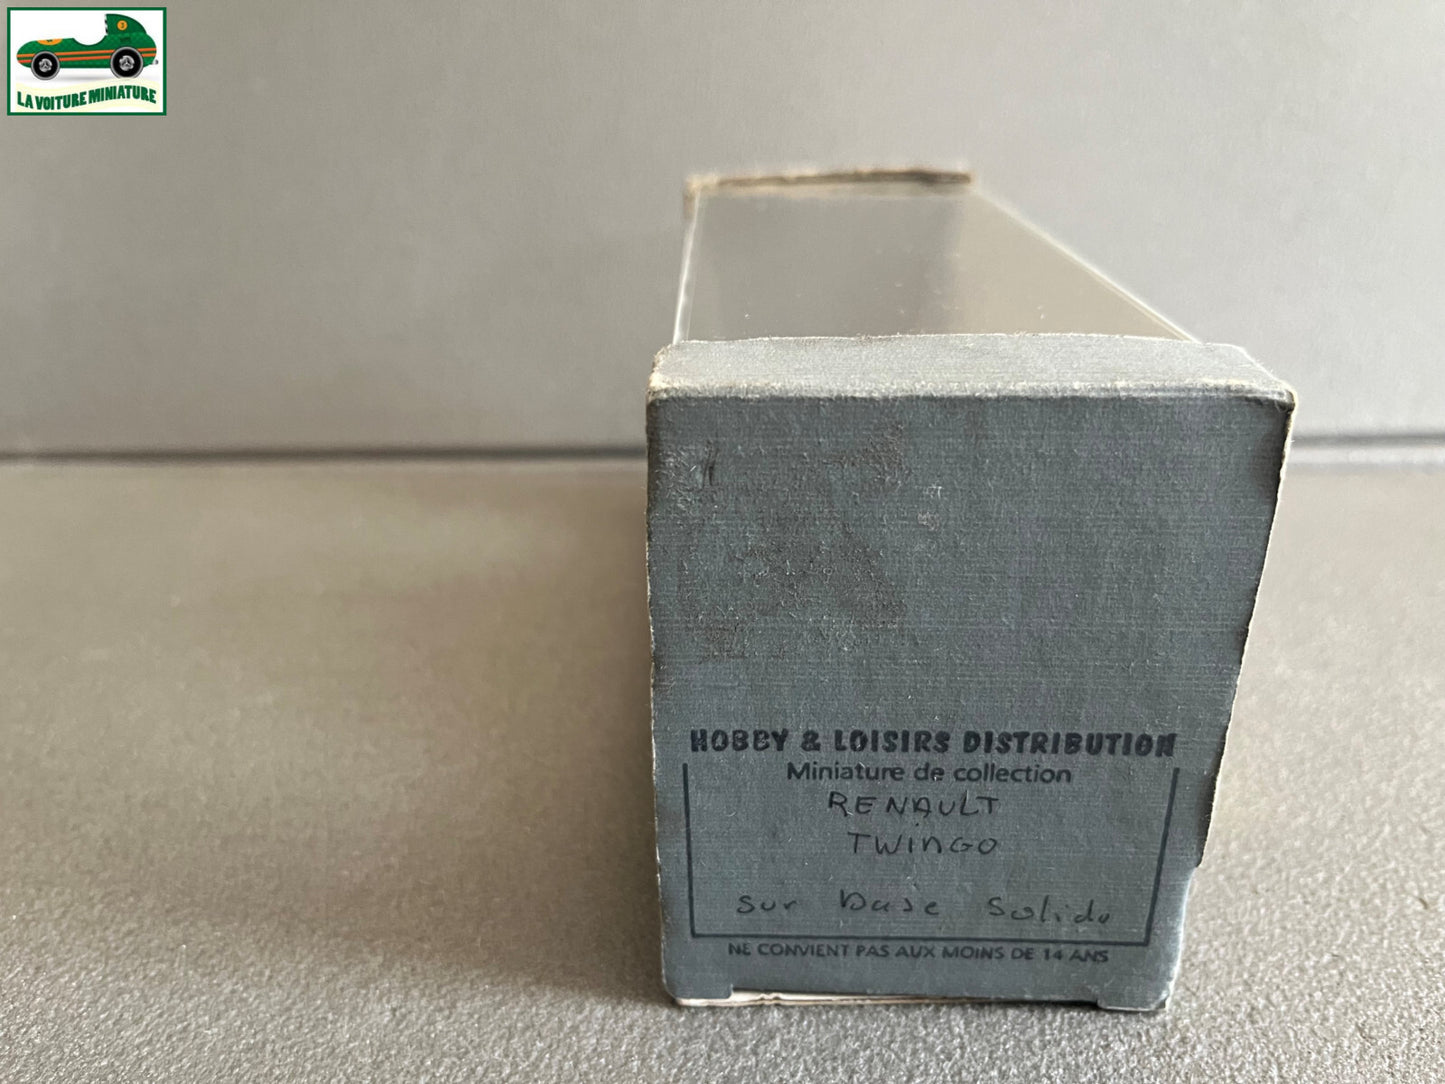 3
LA VOITURE MINIATURE
HOBBY & LOISIRS DISTRIBUTION
Miniature de collection
RENAULT
TWiNGO
sur base Solido
NE CONVIENT PAS AUX MOINS DE 14 ANS